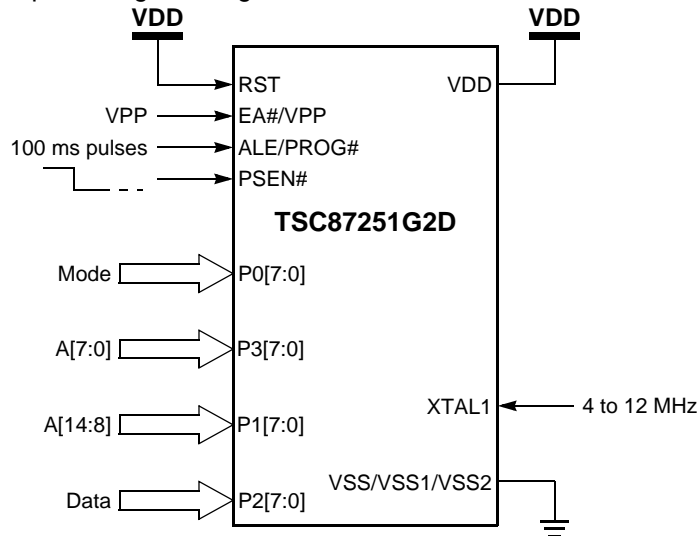 VDD
VDD
RST
VDD
VPP
EA#/VPP
100 ms pulses
ALE/PROG#
PSEN#
TSC87251G2D
Mode
P0[7:0]
A[7:0]
P3[7:0]
XTAL1
4 to 12 MHz
A[14:8]
P1[7:0]
VSS/VSS1/VSS2
Data
P2[7:0]